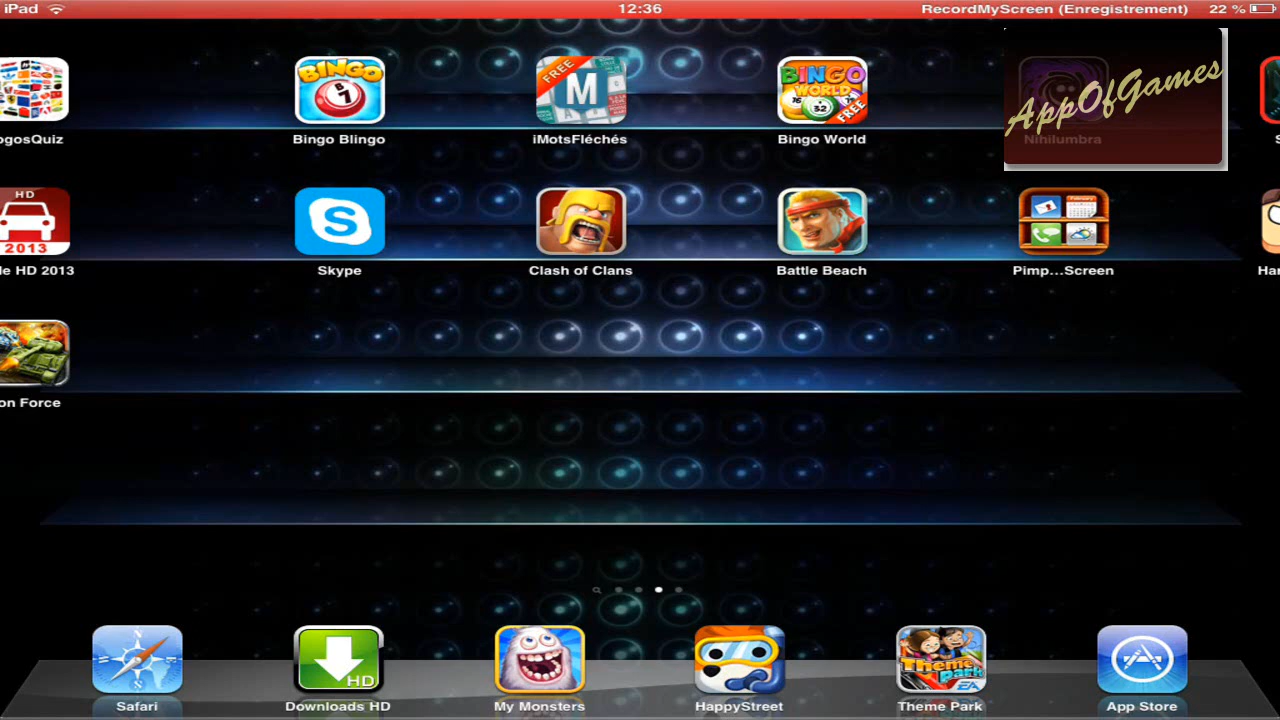 iPad 12:36 RecordMyScreen (Enregistrement) 22 %
BINGO
7
FREE
M
BINGO
WORLD
FREE
AppOfGames
ogosQuiz Bingo Blingo iMotsFléchés Bingo World Nihilumbra S
HD
2013
S
February
le HD 2013 Skype Clash of Clans Battle Beach Pimp...Screen Har
on Force
HD
Theme
Park
EA
Safari Downloads HD My Monsters HappyStreet Theme Park App Store